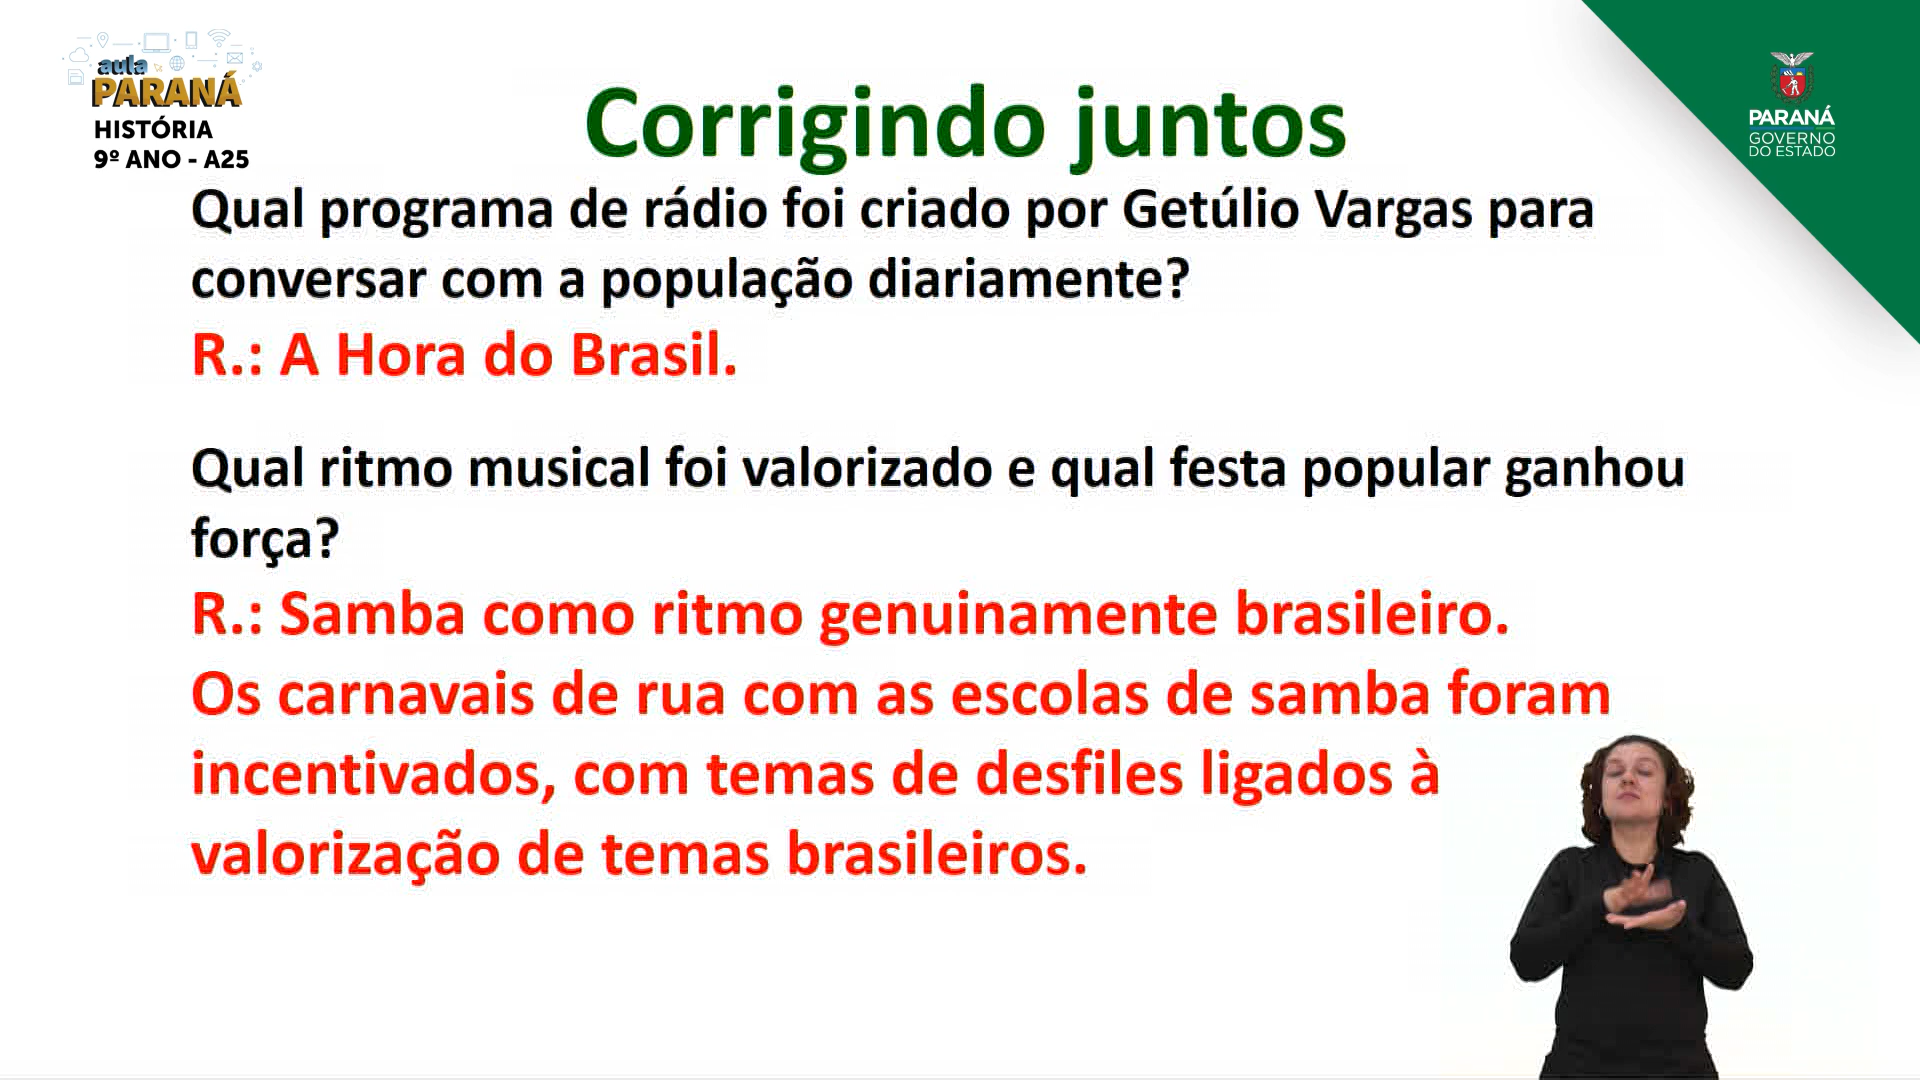 aula
PARANÁ
HISTÓRIA
9º ANO - A25
Corrigindo juntos
PARANÁ
GOVERNO
DO ESTADO
Qual programa de rádio foi criado por Getúlio Vargas para
conversar com a população diariamente?
R.: A Hora do Brasil.
Qual ritmo musical foi valorizado e qual festa popular ganhou
força?
R.: Samba como ritmo genuinamente brasileiro.
Os carnavais de rua com as escolas de samba foram
incentivados, com temas de desfiles ligados à
valorização de temas brasileiros.